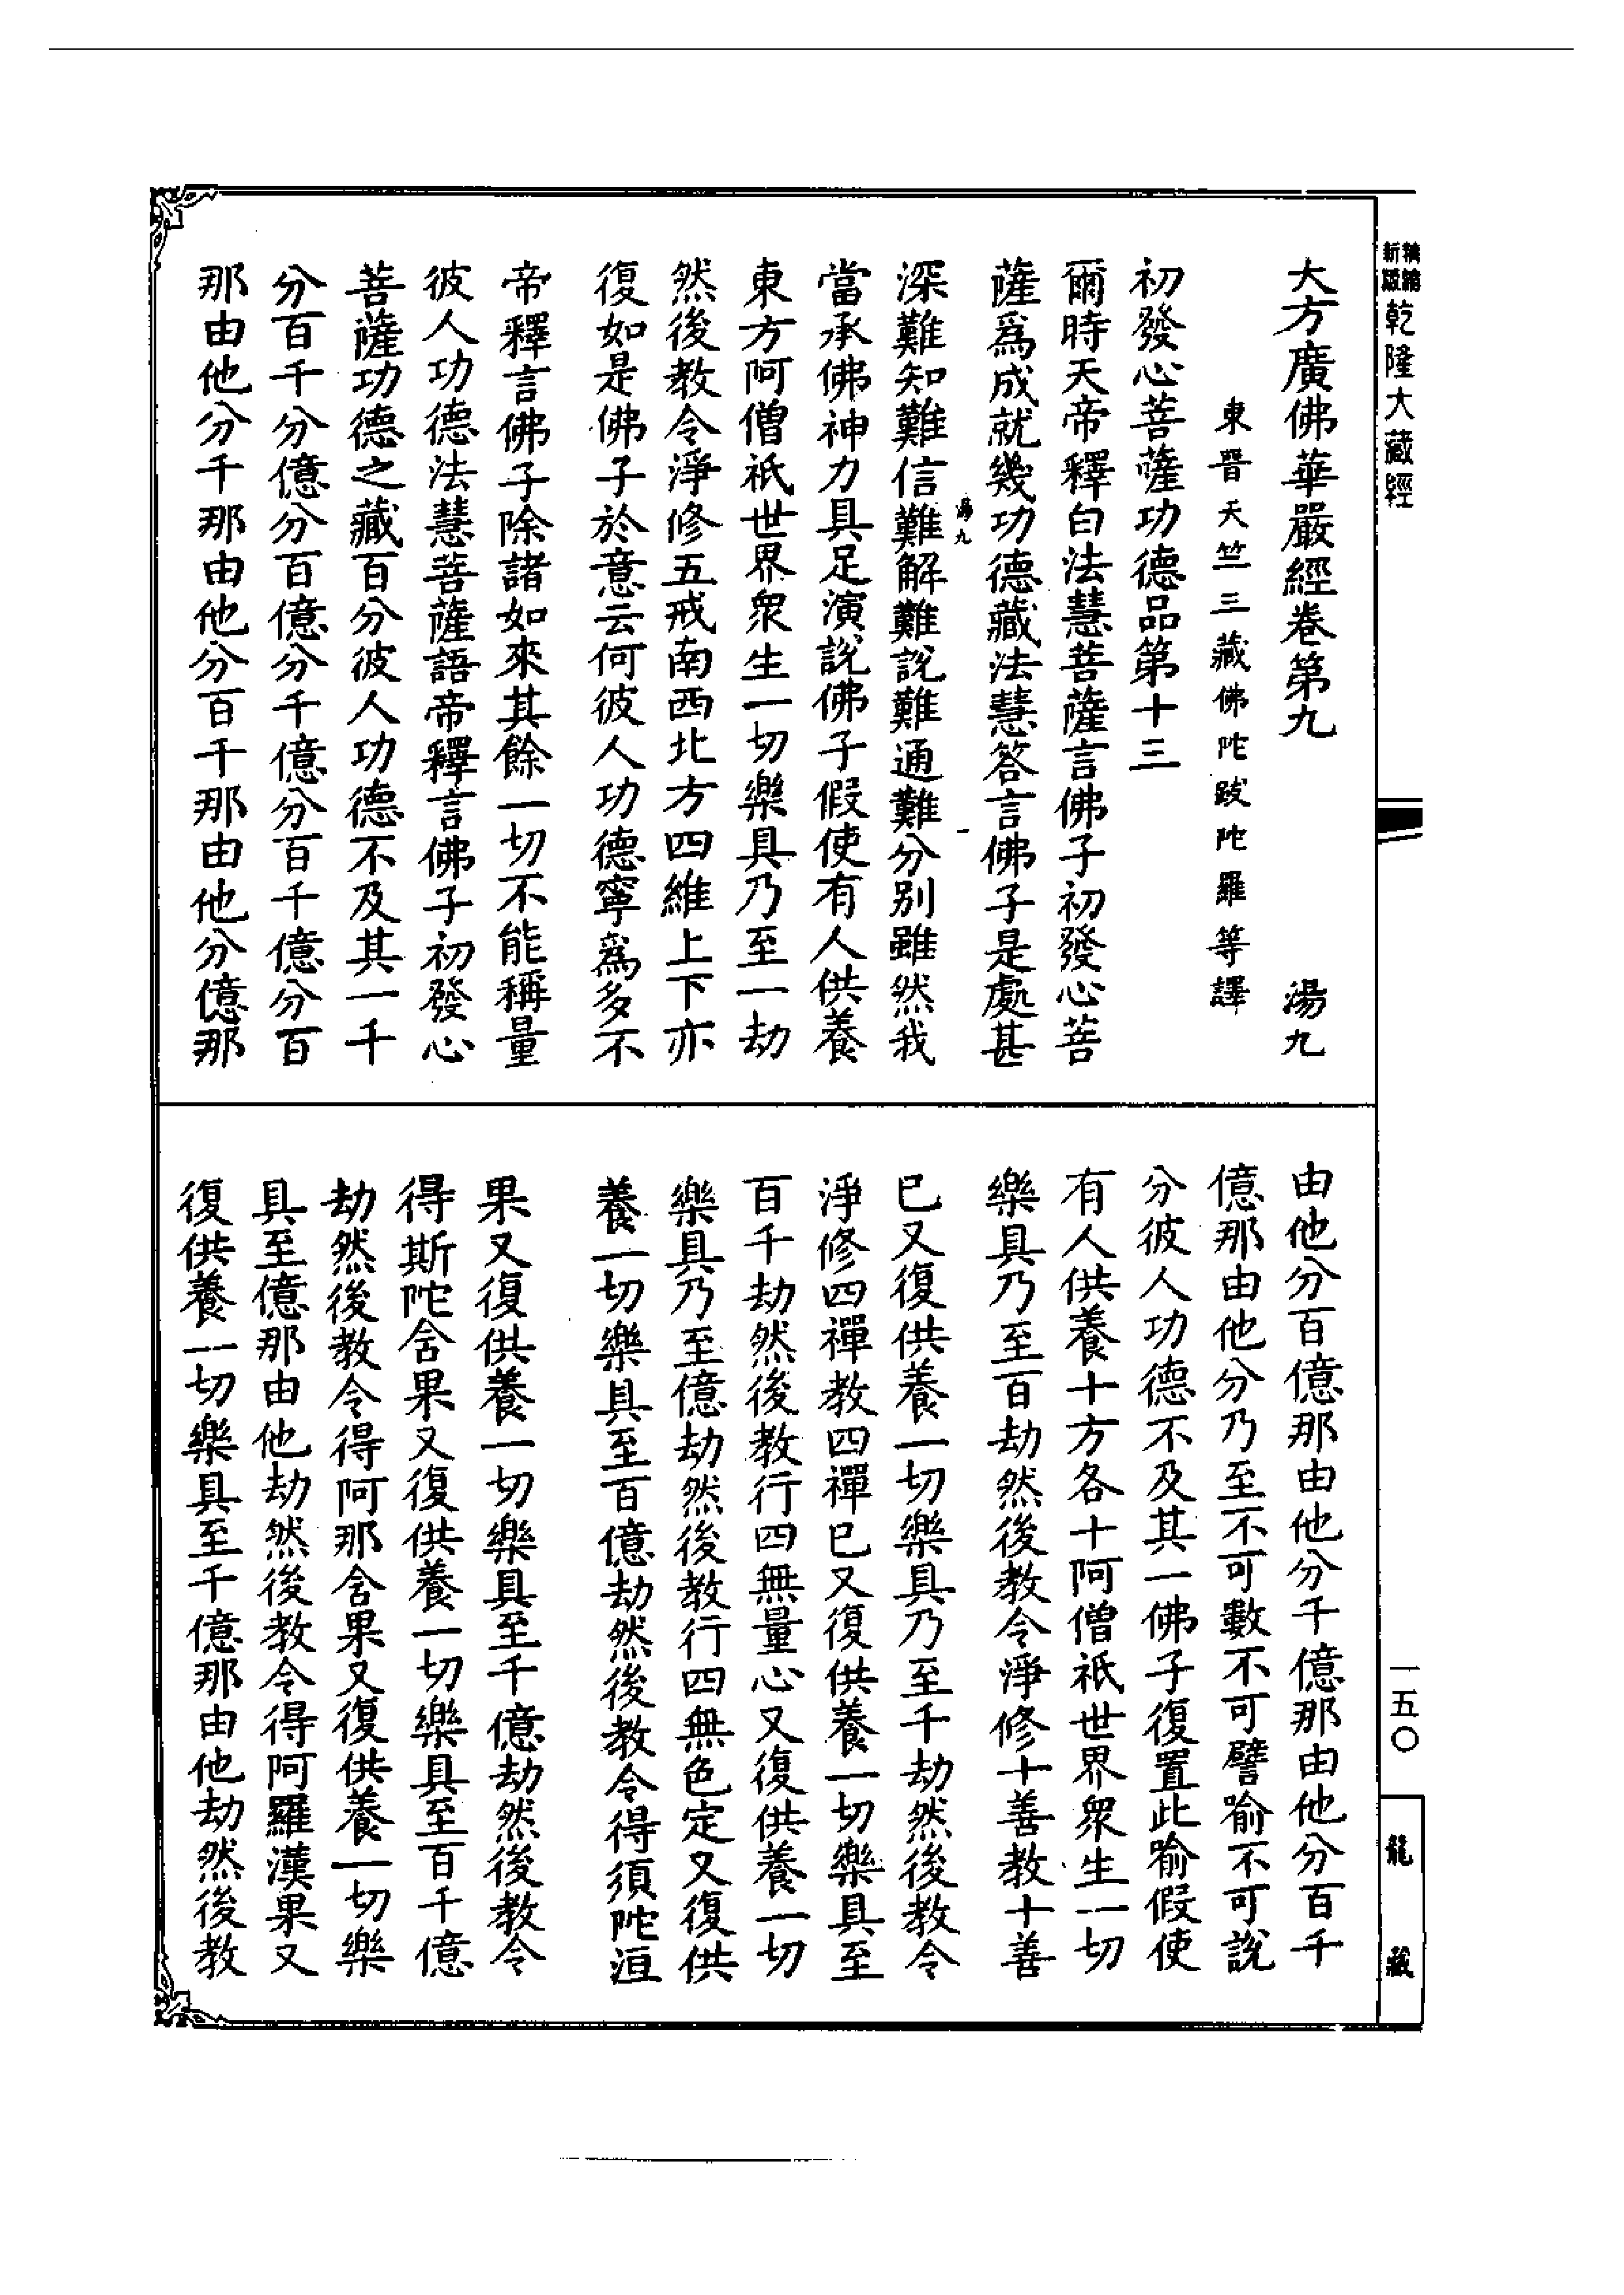 精編新版乾隆大藏經
大方廣佛華嚴經卷第九 湯九
東晉天竺三藏佛陀跋陀羅等譯
初發心菩薩功德品第十三
爾時天帝釋白法慧菩薩言佛子初發心菩
薩爲成就幾功德藏法慧答言佛子是處甚
湯九
深難知難信難解難說難通難分别雖然我
當承佛神力具足演說佛子假使有人供養
東方阿僧祇世界衆生一切樂具乃至一劫
然後教令淨修五戒南西北方四維上下亦
復如是佛子於意云何彼人功德寧爲多不
帝釋言佛子除諸如來其餘一切不能稱量
彼人功德法慧菩薩語帝釋言佛子初發心
菩薩功德之藏百分彼人功德不及其一千
分百千分億分百億分千億分百千億分百
那由他分千那由他分百千那由他分億那
由他分百億那由他分千億那由他分百千
億那由他分乃至不可數不可譬喻不可說
分彼人功德不及其一佛子復置此喻假使
有人供養十方各十阿僧祇世界衆生一切
樂具乃至百劫然後教令淨修十善教十善
已又復供養一切樂具乃至千劫然後教令
淨修四禪教四禪已又復供養一切樂具至
百千劫然後教行四無量心又復供養一切
樂具乃至億劫然後教行四無色定又復供
養一切樂具至百億劫然後教令得須陀洹
果又復供養一切樂具至千億劫然後教令
得斯陀含果又復供養一切樂具至百千億
劫然後教令得阿那含果又復供養一切樂
具至億那由他劫然後教令得阿羅漢果又
復供養一切樂具至千億那由他劫然後教
一五〇
龍藏